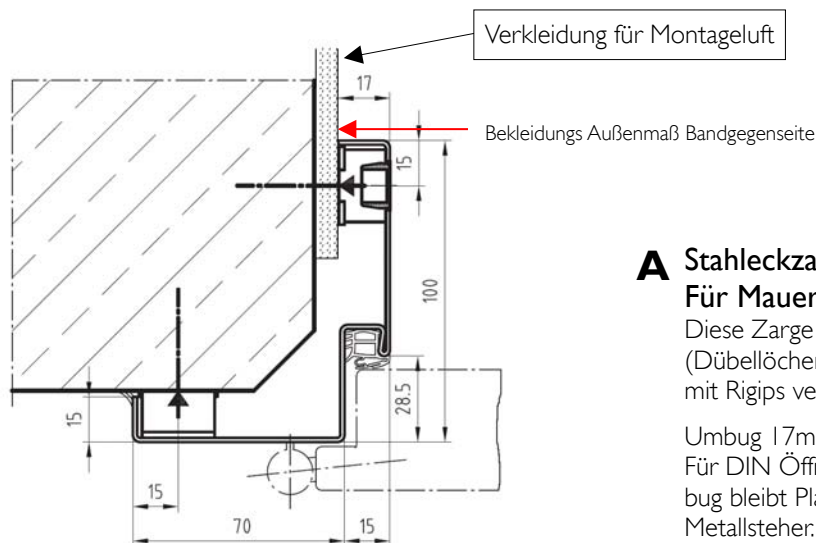 Verkleidung für Montageluft
17
Bekleidungs Außenmaß Bandgegenseite
15
100
A Stahleckza
Für Mauer
Diese Zarge
(Dübellöcher
mit Rigips ve
28.5
15
Umbug 17m
Für DIN Öff
bug bleibt Pla
Metallsteher.
15
70
15